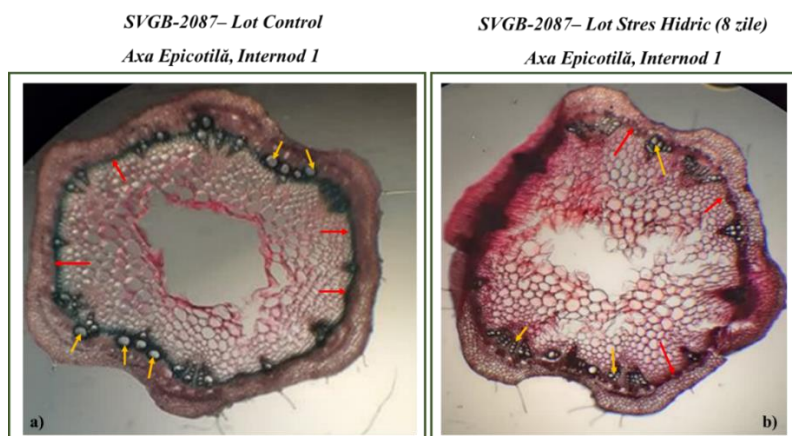 SVGB-2087– Lot Control
Axa Epicotilă, Internod 1
SVGB-2087– Lot Stres Hidric (8 zile)
Axa Epicotilă, Internod 1
a)
b)